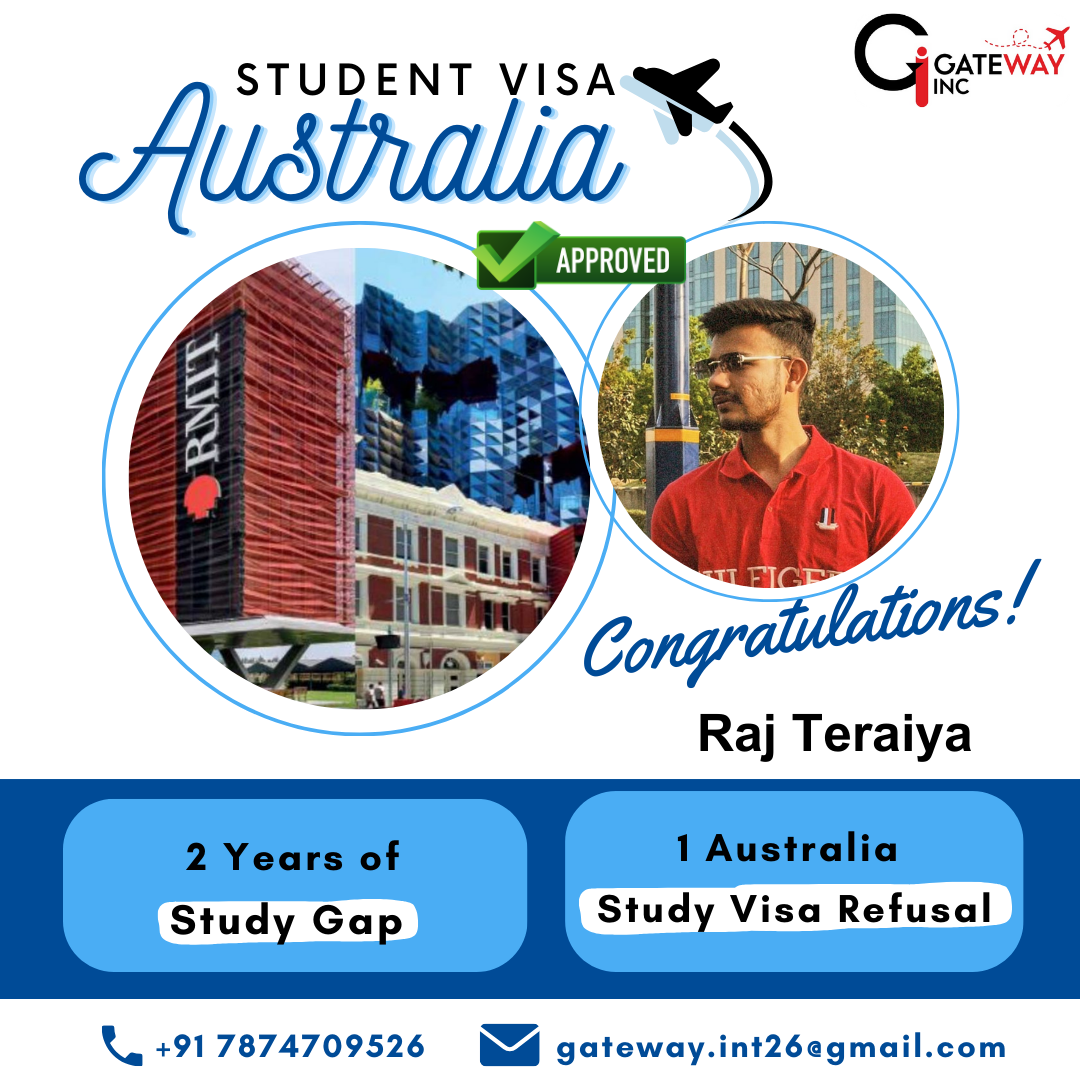 STUDENT VISA
Australia
Gi GATEWAY
INC
APPROVED
RMIT
Congratulations!
Raj Teraiya
2 Years of
Study Gap
1 Australia
Study Visa Refusal
+91 7874709526
gateway.int26@gmail.com